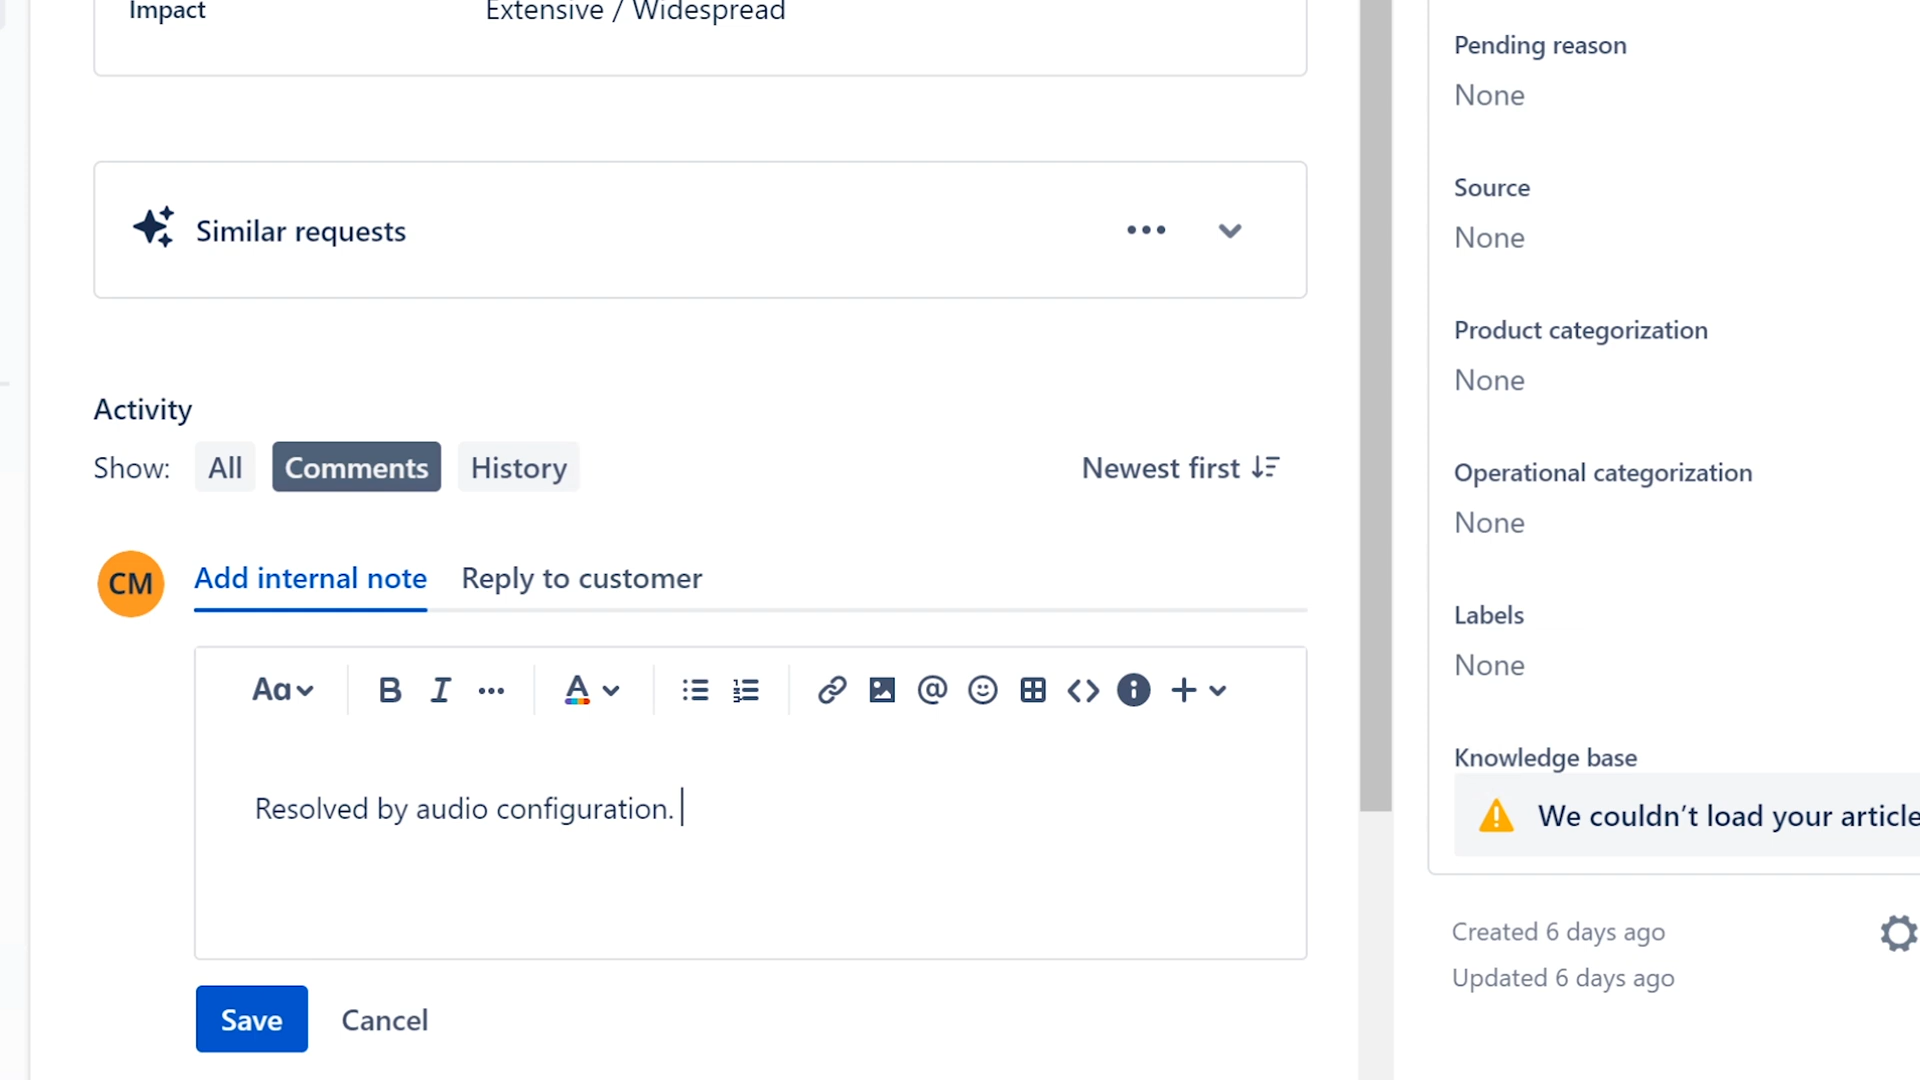 Impact
Extensive / Widespread
Similar requests
Activity
Show:
All
Comments
History
Newest first
CM
Add internal note
Reply to customer
Aa
B
I
A
@
Resolved by audio configuration.
Save
Cancel
Pending reason
None
Source
None
Product categorization
None
Operational categorization
None
Labels
None
Knowledge base
We couldn’t load your article
Created 6 days ago
Updated 6 days ago